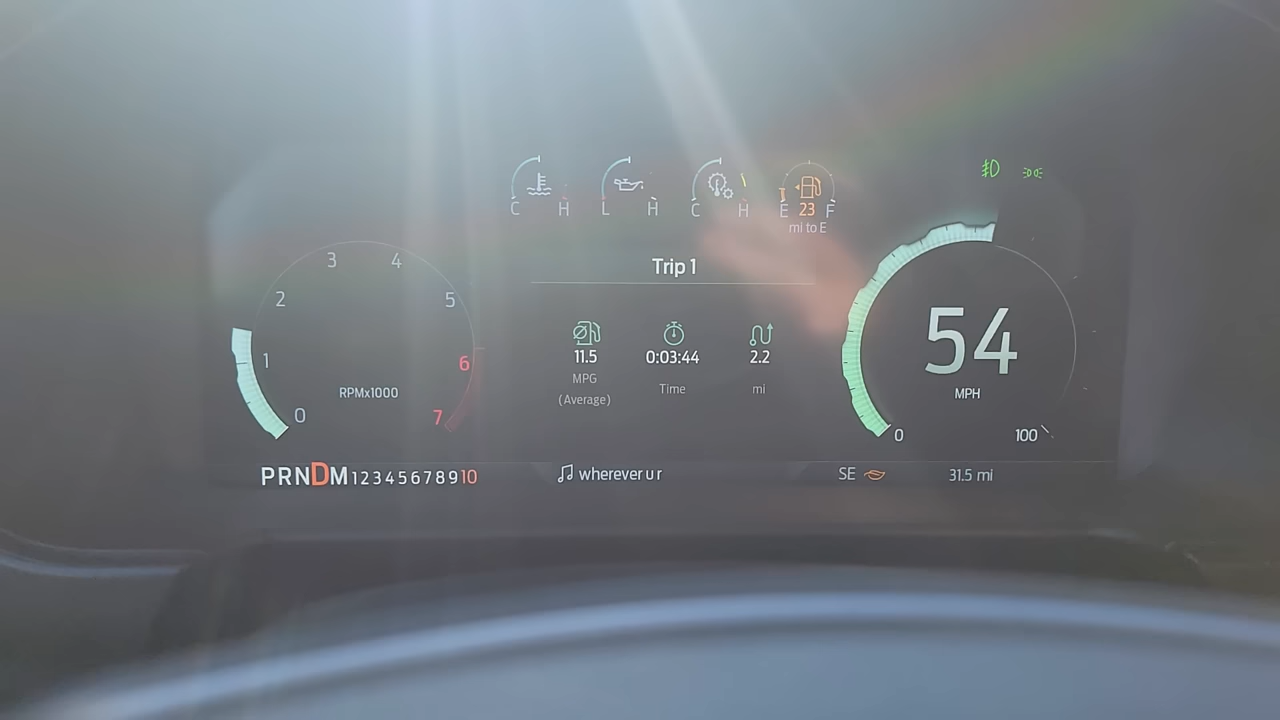 C H L H C H E 23 F
mi to E
Trip 1
3 4
2 5
1 6
0 7
RPMx1000
11.5 0:03:44 2.2
MPG Time mi
(Average)
54
MPH
0 100
PRNDM12345678910
wherever u r
SE 31.5 mi